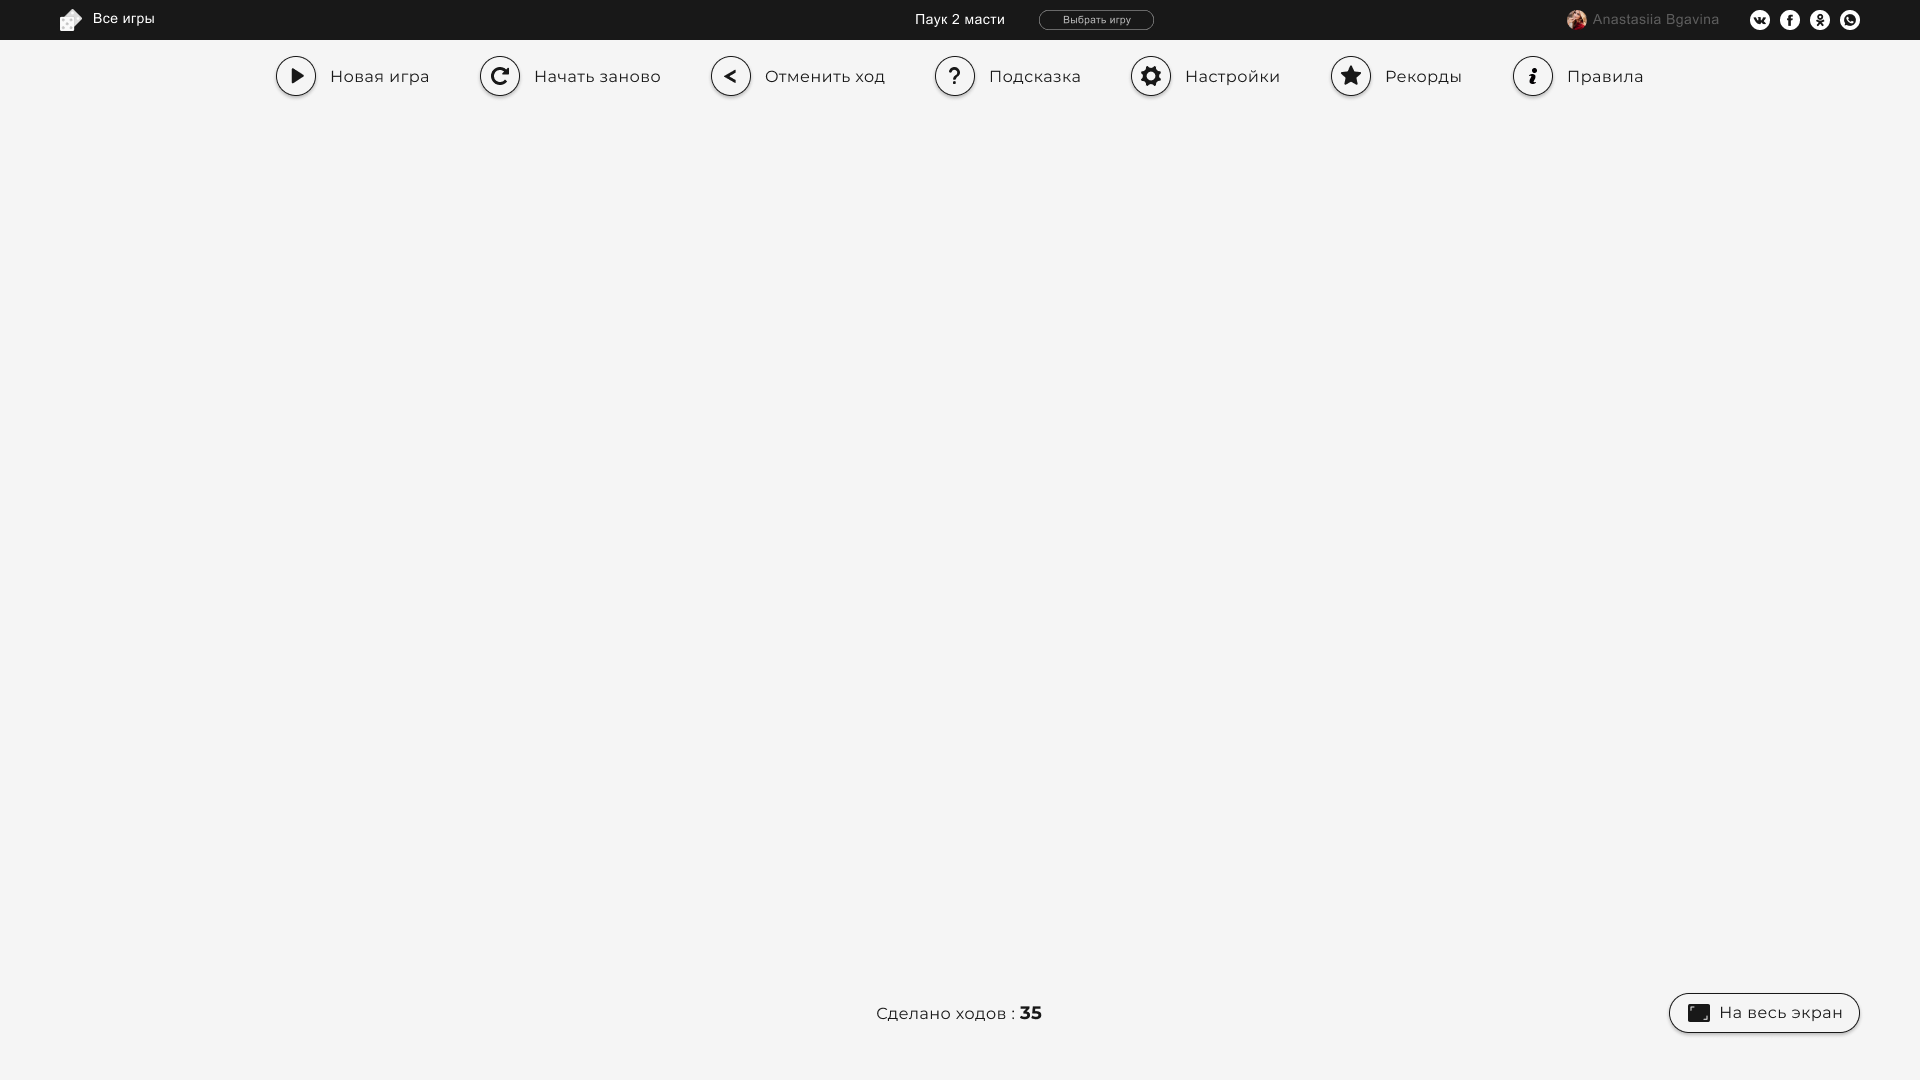 Все игры
Паук 2 масти
Выбрать игру
Anastasiia Bgavina
Новая игра
Начать заново
Отменить ход
Подсказка
Настройки
Рекорды
Правила
Сделано ходов : 35
На весь экран